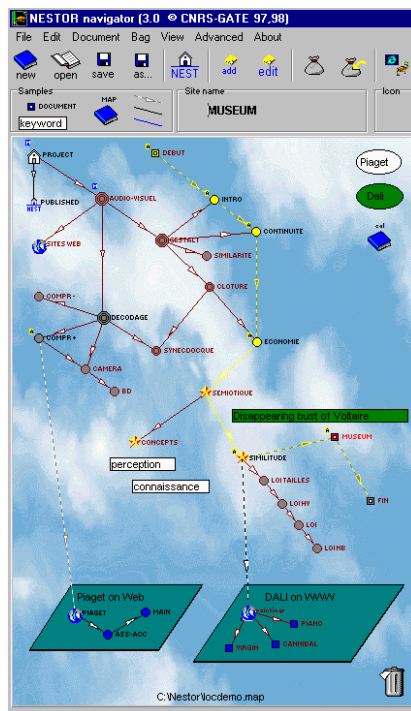 NESTOR navigator [3.0 © CNRS-GATE 97,98]
File Edit Document Bag View Advanced About
new open save as... NEST add edit
Samples
DOCUMENT
MAP
keyword
Site name
MUSEUM
Icon
PROJECT
DEBUT
Piaget
PUBLISHED
NEST
AUDIO-VISUEL
INTRO
Dali
SITES WEB
GESTALT
CONTINUITE
cal
SIMILARITE
CLOTURE
COMPR-
DECODAGE
COMPR+
SYNECDOCQUE
ECONOMIE
CAMERA
BD
SEMIOTIQUE
Disappearing bust of Voltaire
CONCEPTS
MUSEUM
perception
SIMILITUDE
connaissance
LOITAILLES
LOIHV
FIN
LOI
LOINB
Piaget on Web
DALI on WWW
PIAGET
MAIN
ASS-ACC
PIANO
VIRGIN
CANNIBAL
C:\Nestor\locdemo.map